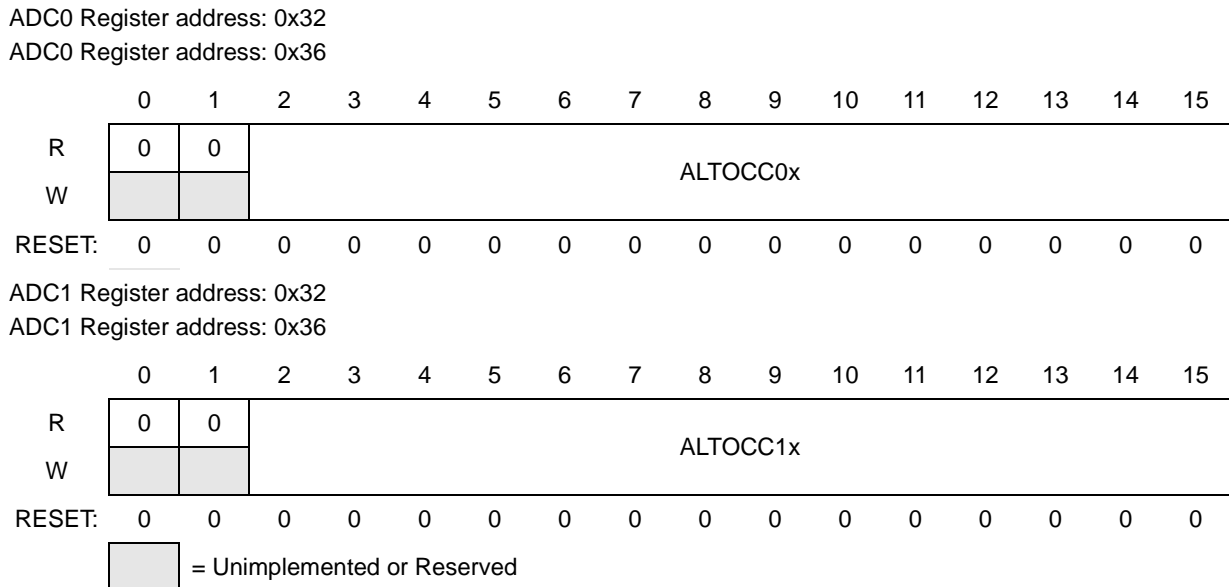 ADC0 Register address: 0x32
ADC0 Register address: 0x36
0 1 2 3 4 5 6 7 8 9 10 11 12 13 14 15
R 0 0
ALTOCC0x
W
RESET: 0 0 0 0 0 0 0 0 0 0 0 0 0 0 0 0
ADC1 Register address: 0x32
ADC1 Register address: 0x36
0 1 2 3 4 5 6 7 8 9 10 11 12 13 14 15
R 0 0
ALTOCC1x
W
RESET: 0 0 0 0 0 0 0 0 0 0 0 0 0 0 0 0
= Unimplemented or Reserved